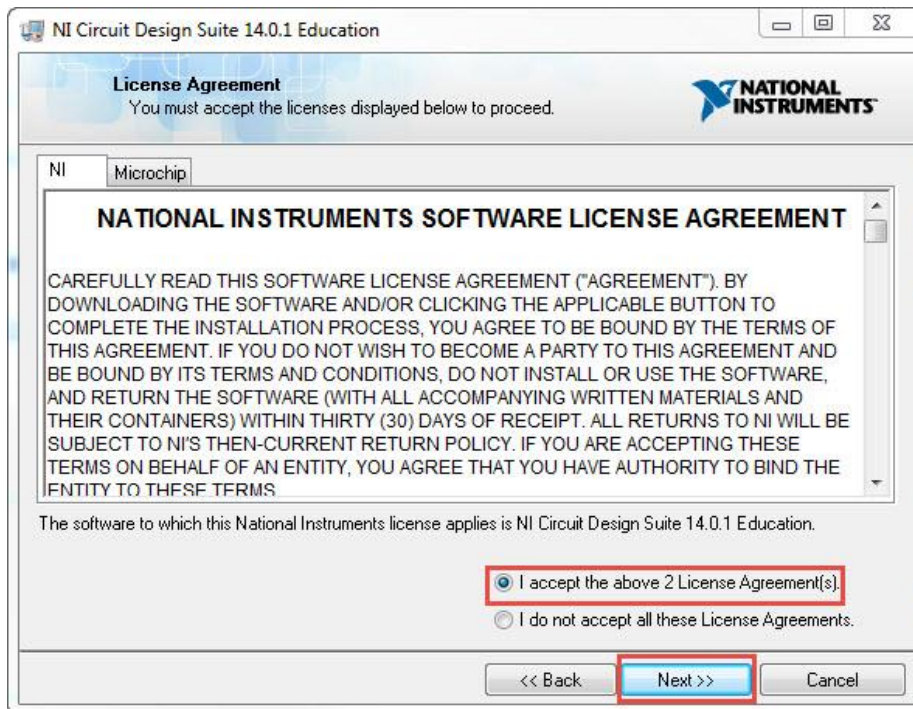 NI Circuit Design Suite 14.0.1 Education
License Agreement
You must accept the licenses displayed below to proceed.
NATIONAL
INSTRUMENTS™
NI
Microchip
NATIONAL INSTRUMENTS SOFTWARE LICENSE AGREEMENT
CAREFULLY READ THIS SOFTWARE LICENSE AGREEMENT ("AGREEMENT"). BY
DOWNLOADING THE SOFTWARE AND/OR CLICKING THE APPLICABLE BUTTON TO
COMPLETE THE INSTALLATION PROCESS, YOU AGREE TO BE BOUND BY THE TERMS OF
THIS AGREEMENT. IF YOU DO NOT WISH TO BECOME A PARTY TO THIS AGREEMENT AND
BE BOUND BY ITS TERMS AND CONDITIONS, DO NOT INSTALL OR USE THE SOFTWARE,
AND RETURN THE SOFTWARE (WITH ALL ACCOMPANYING WRITTEN MATERIALS AND
THEIR CONTAINERS) WITHIN THIRTY (30) DAYS OF RECEIPT. ALL RETURNS TO NI WILL BE
SUBJECT TO NI'S THEN-CURRENT RETURN POLICY. IF YOU ARE ACCEPTING THESE
TERMS ON BEHALF OF AN ENTITY, YOU AGREE THAT YOU HAVE AUTHORITY TO BIND THE
ENTITY TO THESE TERMS
The software to which this National Instruments license applies is NI Circuit Design Suite 14.0.1 Education.
I accept the above 2 License Agreement(s).
I do not accept all these License Agreements.
<< Back
Next >>
Cancel